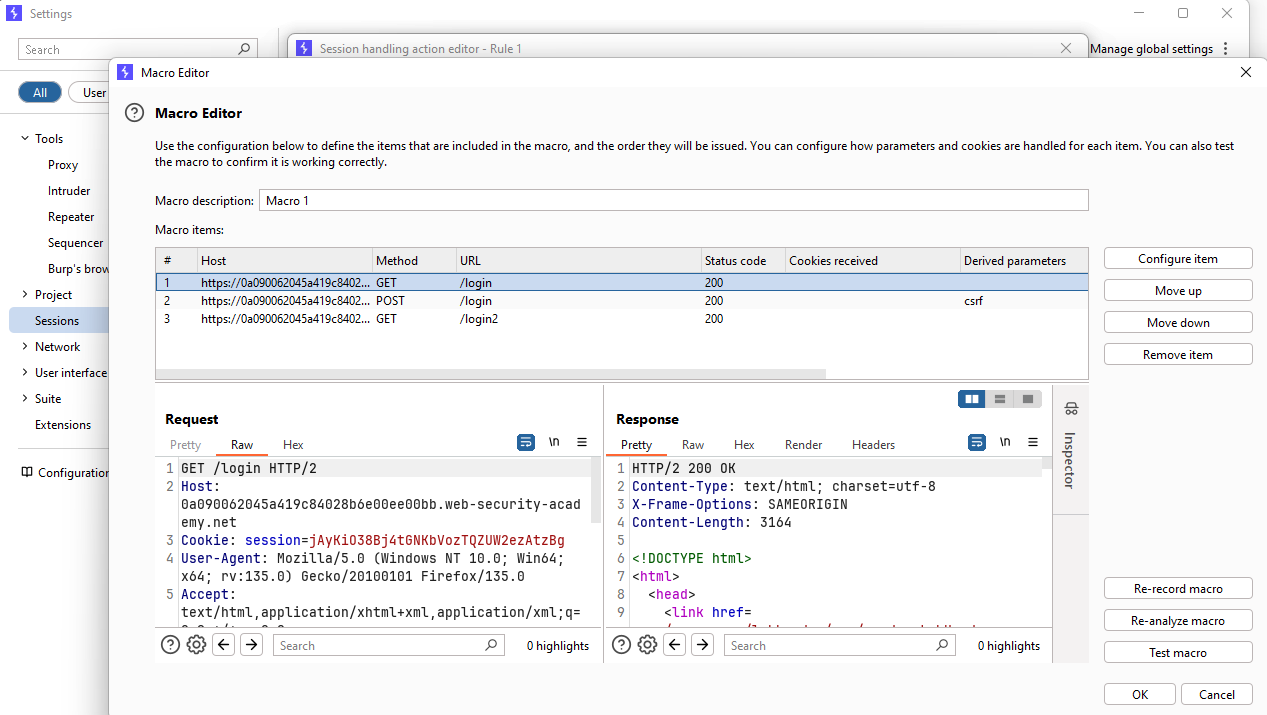 Settings
Search
Session handling action editor - Rule 1
Manage global settings
Macro Editor
All
User
Macro Editor
Use the configuration below to define the items that are included in the macro, and the order they will be issued. You can configure how parameters and cookies are handled for each item. You can also test
the macro to confirm it is working correctly.
Tools
Proxy
Intruder
Repeater
Sequencer
Burp's brow
Project
Sessions
Network
User interface
Suite
Extensions
Configuration
Macro description: Macro 1
Macro items:
# Host Method URL Status code Cookies received Derived parameters
1 https://0a090062045a419c8402... GET /login 200
2 https://0a090062045a419c8402... POST /login 200 csrf
3 https://0a090062045a419c8402... GET /login2 200
Configure item
Move up
Move down
Remove item
Request
Pretty Raw Hex \n
1 GET /login HTTP/2
2 Host:
0a090062045a419c84028b6e00ee00bb.web-security-acad
emy.net
3 Cookie: session=jAyKiO38Bj4tGNKbVozTQZUW2ezAtzBg
4 User-Agent: Mozilla/5.0 (Windows NT 10.0; Win64;
x64; rv:135.0) Gecko/20100101 Firefox/135.0
5 Accept:
text/html,application/xhtml+xml,application/xml;q=
Search
0 highlights
Response
Pretty Raw Hex Render Headers \n
1 HTTP/2 200 OK
2 Content-Type: text/html; charset=utf-8
3 X-Frame-Options: SAMEORIGIN
4 Content-Length: 3164
5
6 <!DOCTYPE html>
7 <html>
8 <head>
9 <link href=
Search
0 highlights
Inspector
Re-record macro
Re-analyze macro
Test macro
OK
Cancel